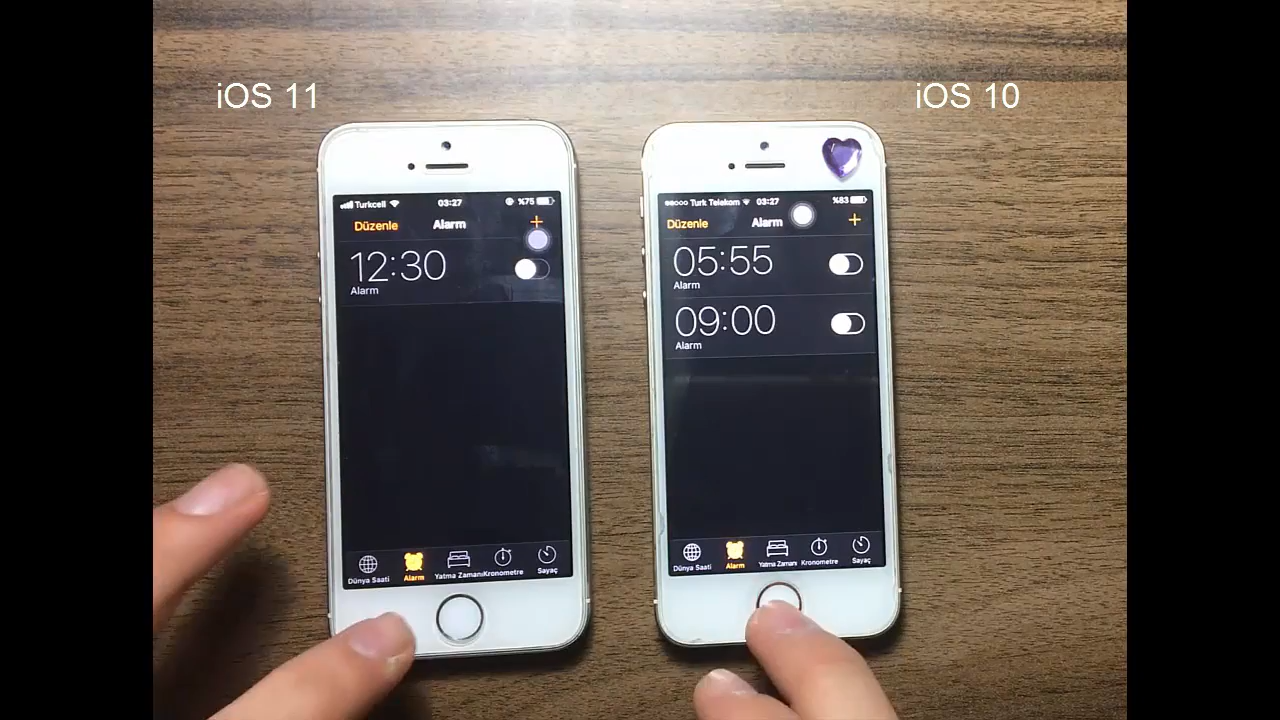 iOS 11
iOS 10
Turkcell 03:27 %75
Düzenle Alarm +
12:30
Alarm
Dünya Saati Alarm Yatma Zamanı Kronometre Sayaç
Turk Telekom 03:27 %83
Düzenle Alarm +
05:55
Alarm
09:00
Alarm
Dünya Saati Alarm Yatma Zamanı Kronometre Sayaç